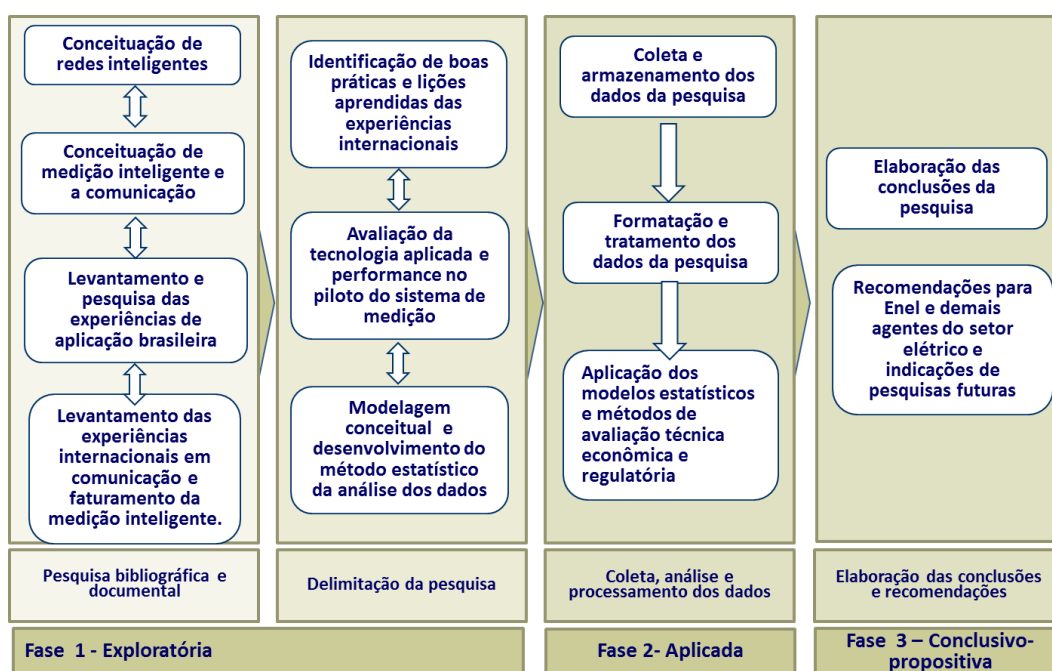 Conceituação de
redes inteligentes
Conceituação de
medição inteligente e
a comunicação
Levantamento e
pesquisa das
experiências de
aplicação brasileira
Levantamento das
experiências
internacionais em
comunicação e
faturamento da
medição inteligente.
Pesquisa bibliográfica e
documental
Identificação de boas
práticas e lições
aprendidas das
experiências
internacionais
Avaliação da
tecnologia aplicada e
performance no
piloto do sistema de
medição
Modelagem
conceitual e
desenvolvimento do
método estatístico
da análise dos dados
Delimitação da pesquisa
Fase 1 - Exploratória
Coleta e
armazenamento dos
dados da pesquisa
Formatação e
tratamento dos
dados da pesquisa
Aplicação dos
modelos estatísticos
e métodos de
avaliação técnica
econômica e
regulatória
Coleta, análise e
processamento dos dados
Fase 2- Aplicada
Elaboração das
conclusões da
pesquisa
Recomendações para
Enel e demais
agentes do setor
elétrico e
indicações de
pesquisas futuras
Elaboração das conclusões
e recomendações
Fase 3 – Conclusivo-
propositiva